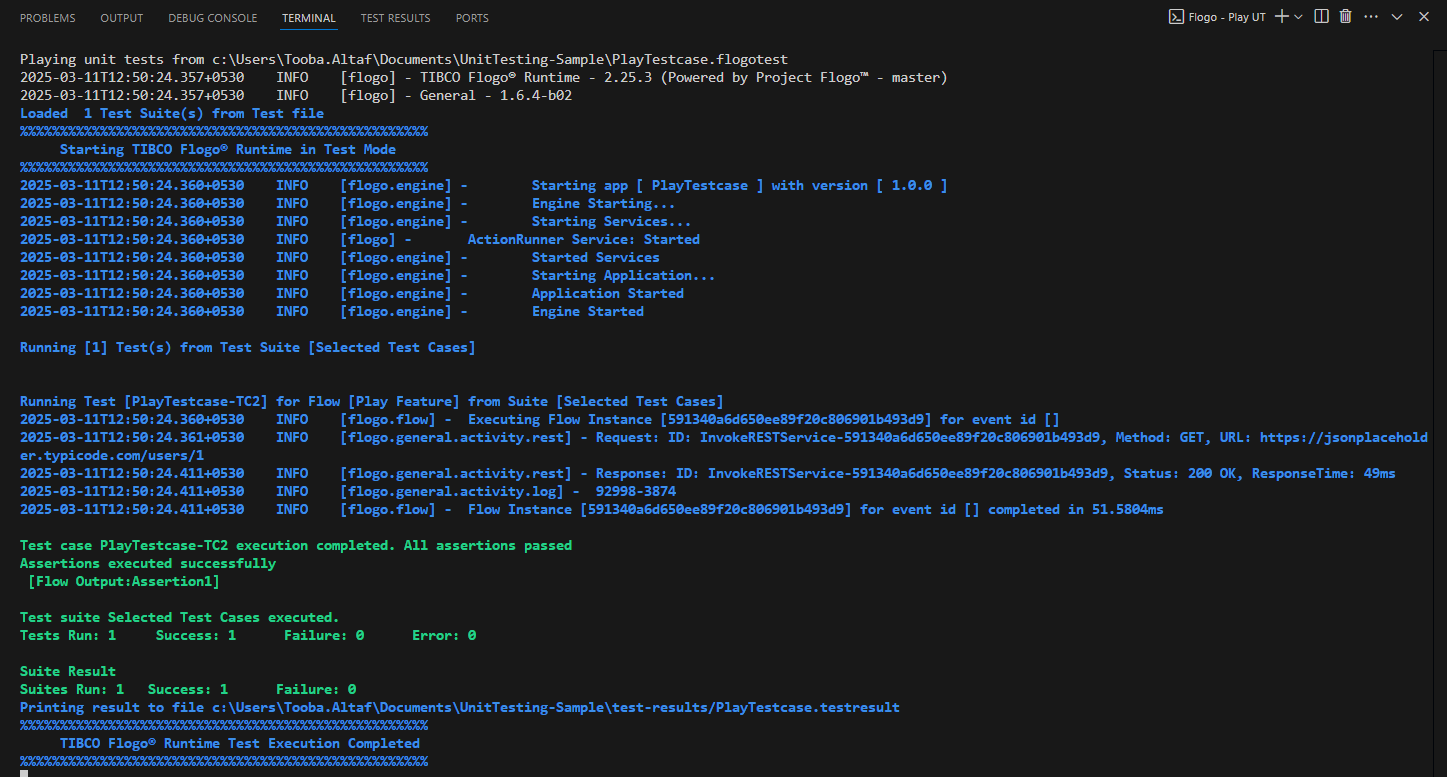 PROBLEMS OUTPUT DEBUG CONSOLE TERMINAL TEST RESULTS PORTS Flogo - Play UT
Playing unit tests from c:\Users\Tooba.Altaf\Documents\UnitTesting-Sample\PlayTestcase.flogotest
2025-03-11T12:50:24.357+0530 INFO [flogo] - TIBCO Flogo® Runtime - 2.25.3 (Powered by Project Flogo™ - master)
2025-03-11T12:50:24.357+0530 INFO [flogo] - General - 1.6.4-b02
Loaded 1 Test Suite(s) from Test file
%%%%%%%%%%%%%%%%%%%%%%%%%%%%%%%%%%%%%%%%%%%%%%%%%%%
Starting TIBCO Flogo® Runtime in Test Mode
%%%%%%%%%%%%%%%%%%%%%%%%%%%%%%%%%%%%%%%%%%%%%%%%%%%
2025-03-11T12:50:24.360+0530 INFO [flogo.engine] - Starting app [ PlayTestcase ] with version [ 1.0.0 ]
2025-03-11T12:50:24.360+0530 INFO [flogo.engine] - Engine Starting...
2025-03-11T12:50:24.360+0530 INFO [flogo.engine] - Starting Services...
2025-03-11T12:50:24.360+0530 INFO [flogo] - ActionRunner Service: Started
2025-03-11T12:50:24.360+0530 INFO [flogo.engine] - Started Services
2025-03-11T12:50:24.360+0530 INFO [flogo.engine] - Starting Application...
2025-03-11T12:50:24.360+0530 INFO [flogo.engine] - Application Started
2025-03-11T12:50:24.360+0530 INFO [flogo.engine] - Engine Started
Running [1] Test(s) from Test Suite [Selected Test Cases]
Running Test [PlayTestcase-TC2] for Flow [Play Feature] from Suite [Selected Test Cases]
2025-03-11T12:50:24.360+0530 INFO [flogo.flow] - Executing Flow Instance [591340a6d650ee89f20c806901b493d9] for event id []
2025-03-11T12:50:24.361+0530 INFO [flogo.general.activity.rest] - Request: ID: InvokeRESTService-591340a6d650ee89f20c806901b493d9, Method: GET, URL: https://jsonplacehold
er.typicode.com/users/1
2025-03-11T12:50:24.411+0530 INFO [flogo.general.activity.rest] - Response: ID: InvokeRESTService-591340a6d650ee89f20c806901b493d9, Status: 200 OK, ResponseTime: 49ms
2025-03-11T12:50:24.411+0530 INFO [flogo.general.activity.log] - 92998-3874
2025-03-11T12:50:24.411+0530 INFO [flogo.flow] - Flow Instance [591340a6d650ee89f20c806901b493d9] for event id [] completed in 51.5804ms
Test case PlayTestcase-TC2 execution completed. All assertions passed
Assertions executed successfully
[Flow Output:Assertion1]
Test suite Selected Test Cases executed.
Tests Run: 1 Success: 1 Failure: 0 Error: 0
Suite Result
Suites Run: 1 Success: 1 Failure: 0
Printing result to file c:\Users\Tooba.Altaf\Documents\UnitTesting-Sample\test-results/PlayTestcase.testresult
%%%%%%%%%%%%%%%%%%%%%%%%%%%%%%%%%%%%%%%%%%%%%%%%%%%
TIBCO Flogo® Runtime Test Execution Completed
%%%%%%%%%%%%%%%%%%%%%%%%%%%%%%%%%%%%%%%%%%%%%%%%%%%